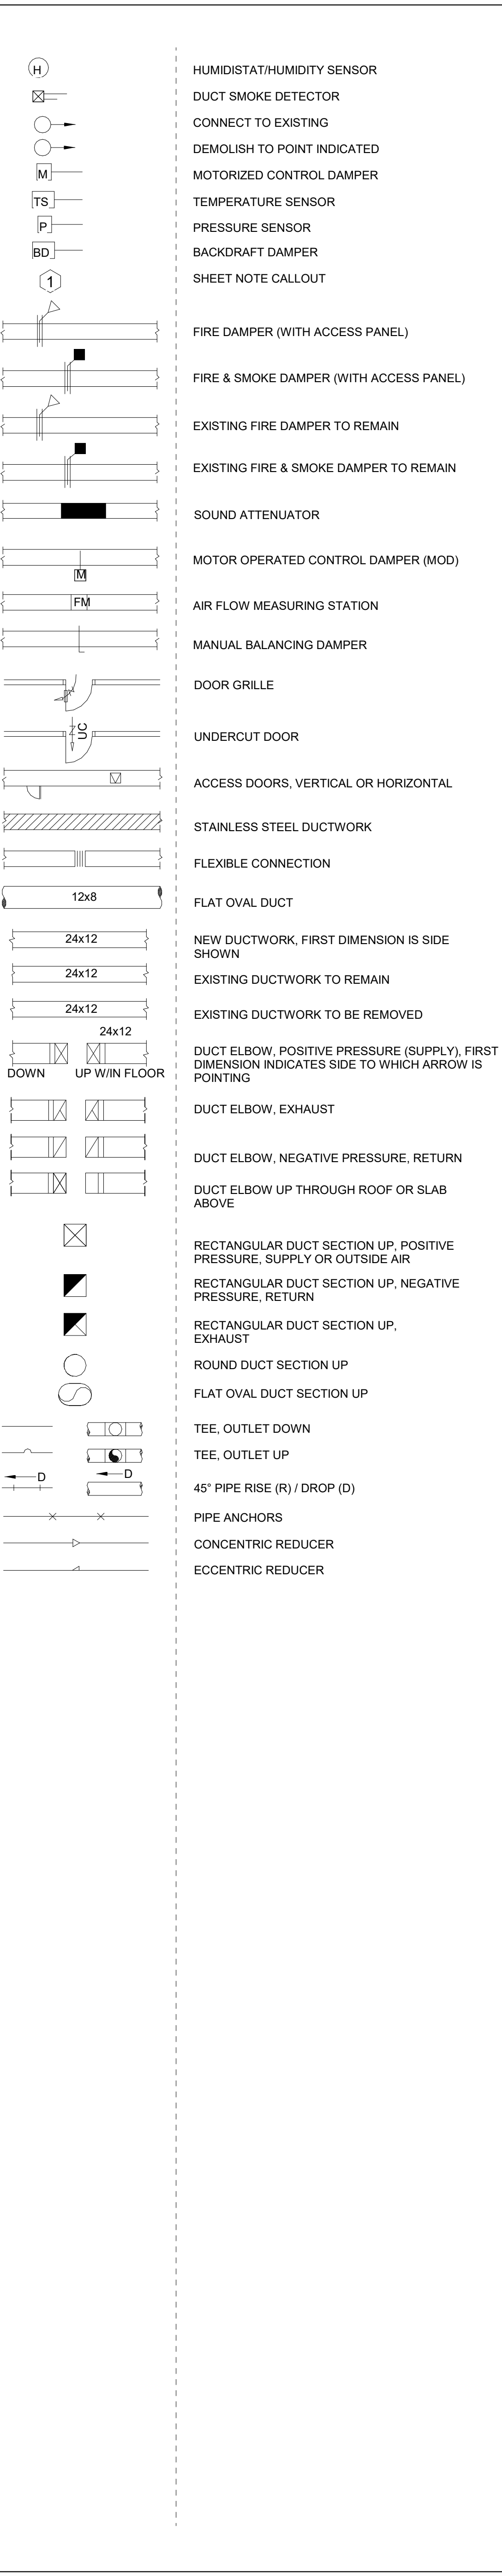 H HUMIDISTAT/HUMIDITY SENSOR
DUCT SMOKE DETECTOR
CONNECT TO EXISTING
DEMOLISH TO POINT INDICATED
M MOTORIZED CONTROL DAMPER
TS TEMPERATURE SENSOR
P PRESSURE SENSOR
BD BACKDRAFT DAMPER
1 SHEET NOTE CALLOUT
FIRE DAMPER (WITH ACCESS PANEL)
FIRE & SMOKE DAMPER (WITH ACCESS PANEL)
EXISTING FIRE DAMPER TO REMAIN
EXISTING FIRE & SMOKE DAMPER TO REMAIN
SOUND ATTENUATOR
MOTOR OPERATED CONTROL DAMPER (MOD)
M
FM AIR FLOW MEASURING STATION
MANUAL BALANCING DAMPER
DOOR GRILLE
UC UNDERCUT DOOR
ACCESS DOORS, VERTICAL OR HORIZONTAL
STAINLESS STEEL DUCTWORK
FLEXIBLE CONNECTION
12x8 FLAT OVAL DUCT
24x12 NEW DUCTWORK, FIRST DIMENSION IS SIDE
SHOWN
24x12 EXISTING DUCTWORK TO REMAIN
24x12 EXISTING DUCTWORK TO BE REMOVED
24x12
DUCT ELBOW, POSITIVE PRESSURE (SUPPLY), FIRST
DIMENSION INDICATES SIDE TO WHICH ARROW IS
POINTING
DOWN UP W/IN FLOOR
DUCT ELBOW, EXHAUST
DUCT ELBOW, NEGATIVE PRESSURE, RETURN
DUCT ELBOW UP THROUGH ROOF OR SLAB
ABOVE
RECTANGULAR DUCT SECTION UP, POSITIVE
PRESSURE, SUPPLY OR OUTSIDE AIR
RECTANGULAR DUCT SECTION UP, NEGATIVE
PRESSURE, RETURN
RECTANGULAR DUCT SECTION UP,
EXHAUST
ROUND DUCT SECTION UP
FLAT OVAL DUCT SECTION UP
TEE, OUTLET DOWN
TEE, OUTLET UP
D D
45° PIPE RISE (R) / DROP (D)
PIPE ANCHORS
CONCENTRIC REDUCER
ECCENTRIC REDUCER